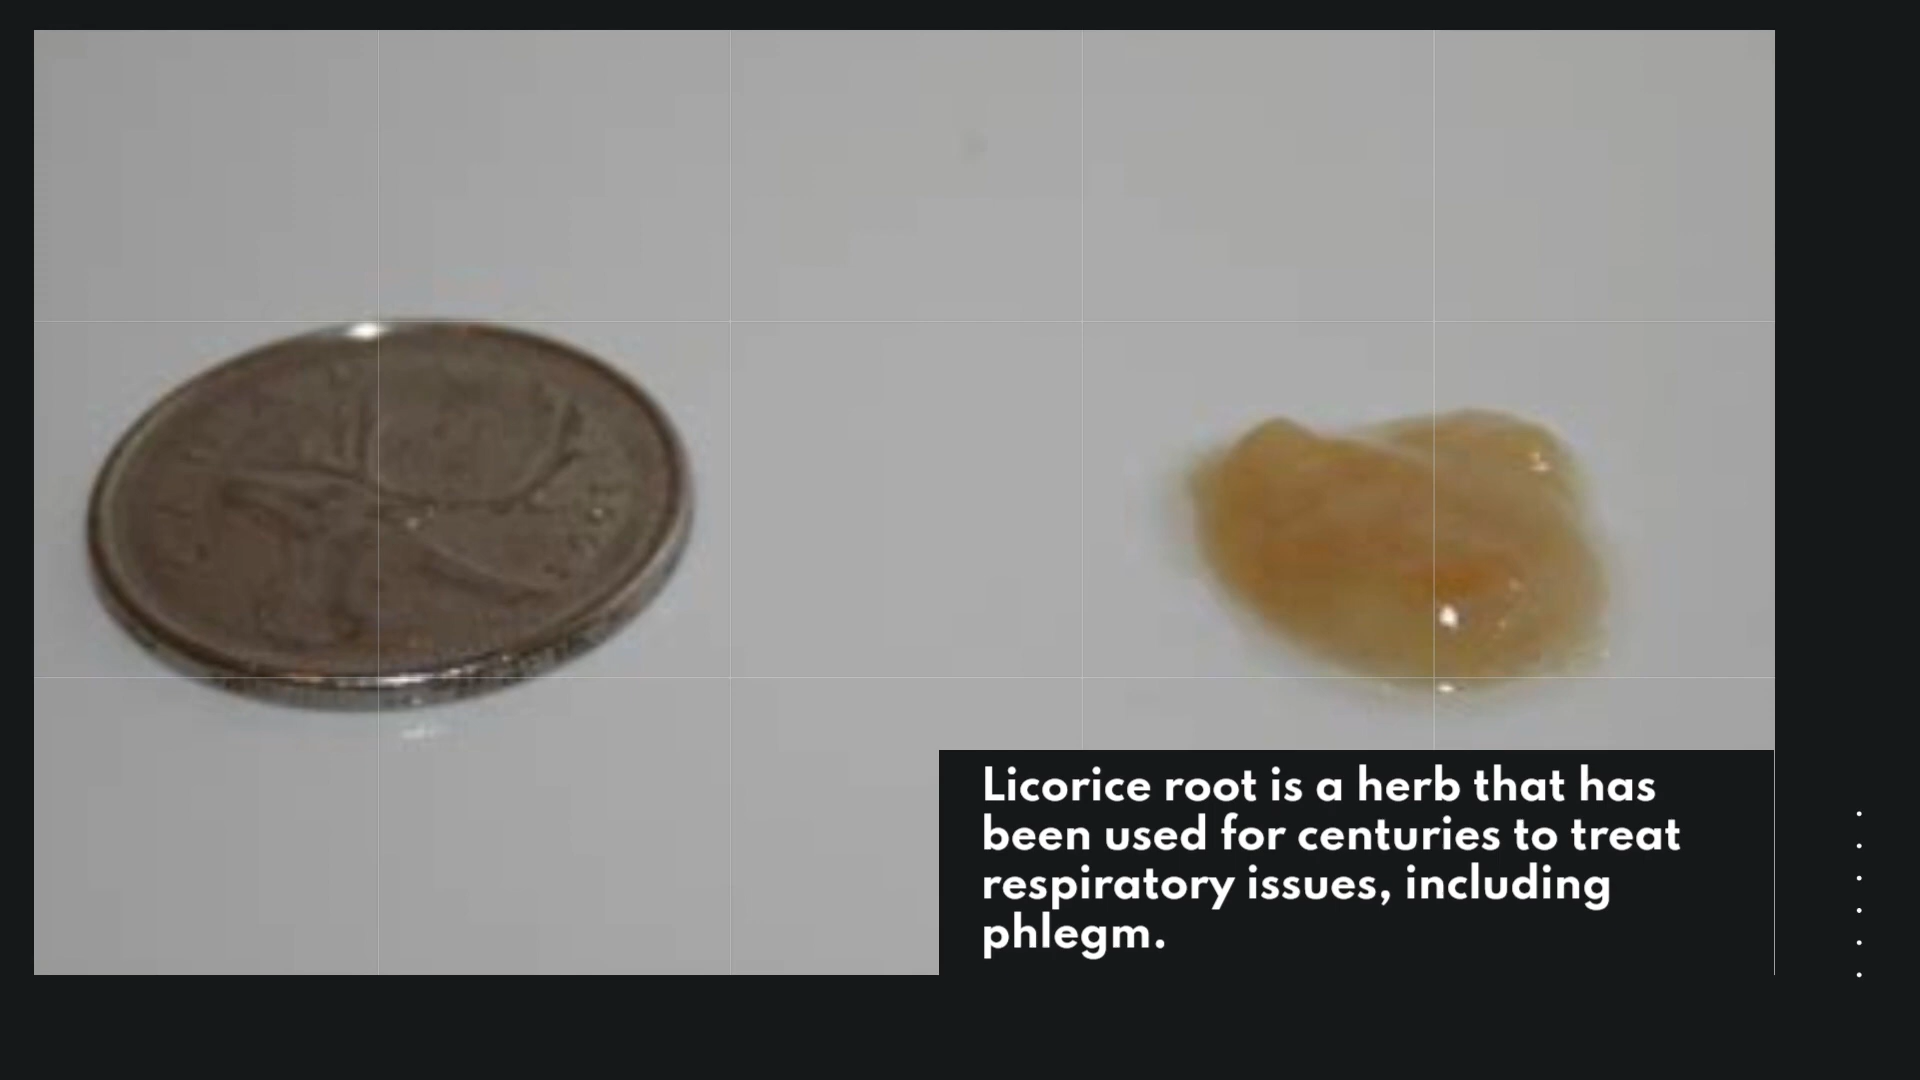 Licorice root is a herb that has
been used for centuries to treat
respiratory issues, including
phlegm.